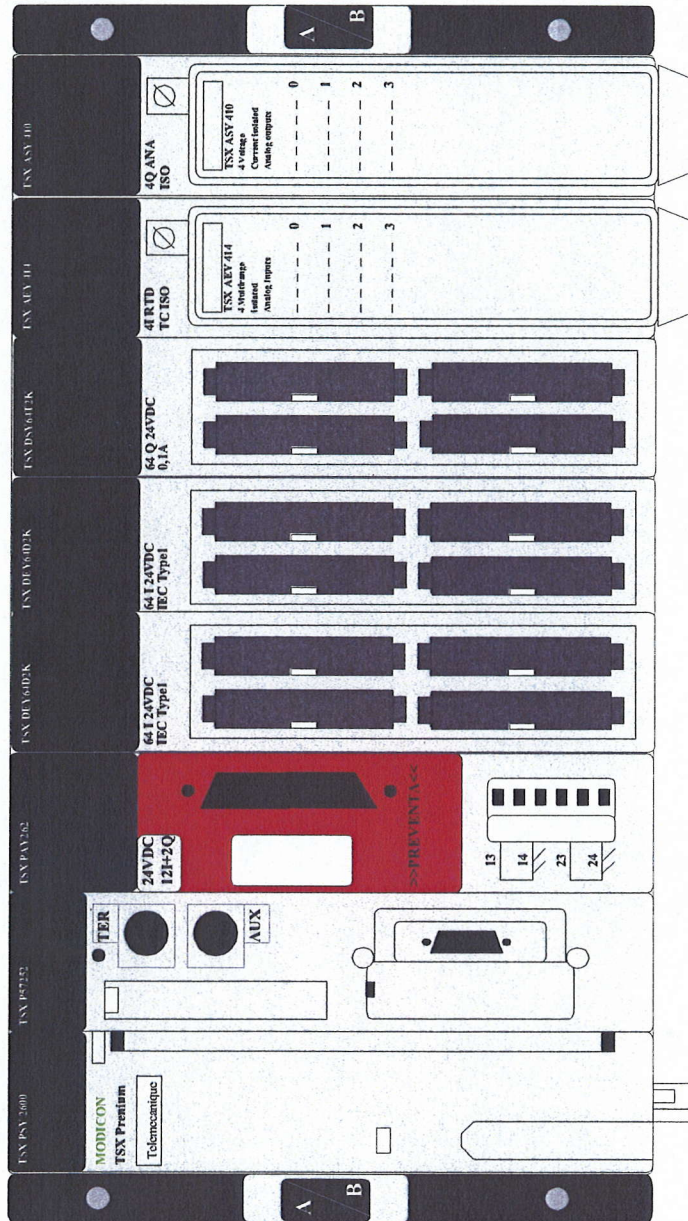 A
B
TSX PSY 2600
MODICON
TSX Prenium
Telemecanique
TSX P57252
TER
AUX
TSX PAY262
24VDC
12I+2Q
>>PREVENTA<<
13
14
23
24
TSX DEY64D2K
64 I 24VDC
IEC Type1
TSX DEY64D2K
64 I 24VDC
IEC Type1
TSX DSY64T2K
64 Q 24VDC
0,1A
TSX AEY 414
4I RTD
TC ISO
TSX AEV 414
4 Multirange
Isolated
Analog Inputs
0
1
2
3
TSX ASY 410
4Q ANA
ISO
TSX ASV 410
4 Voltage
Current isolated
Analog outputs
0
1
2
3
A
B